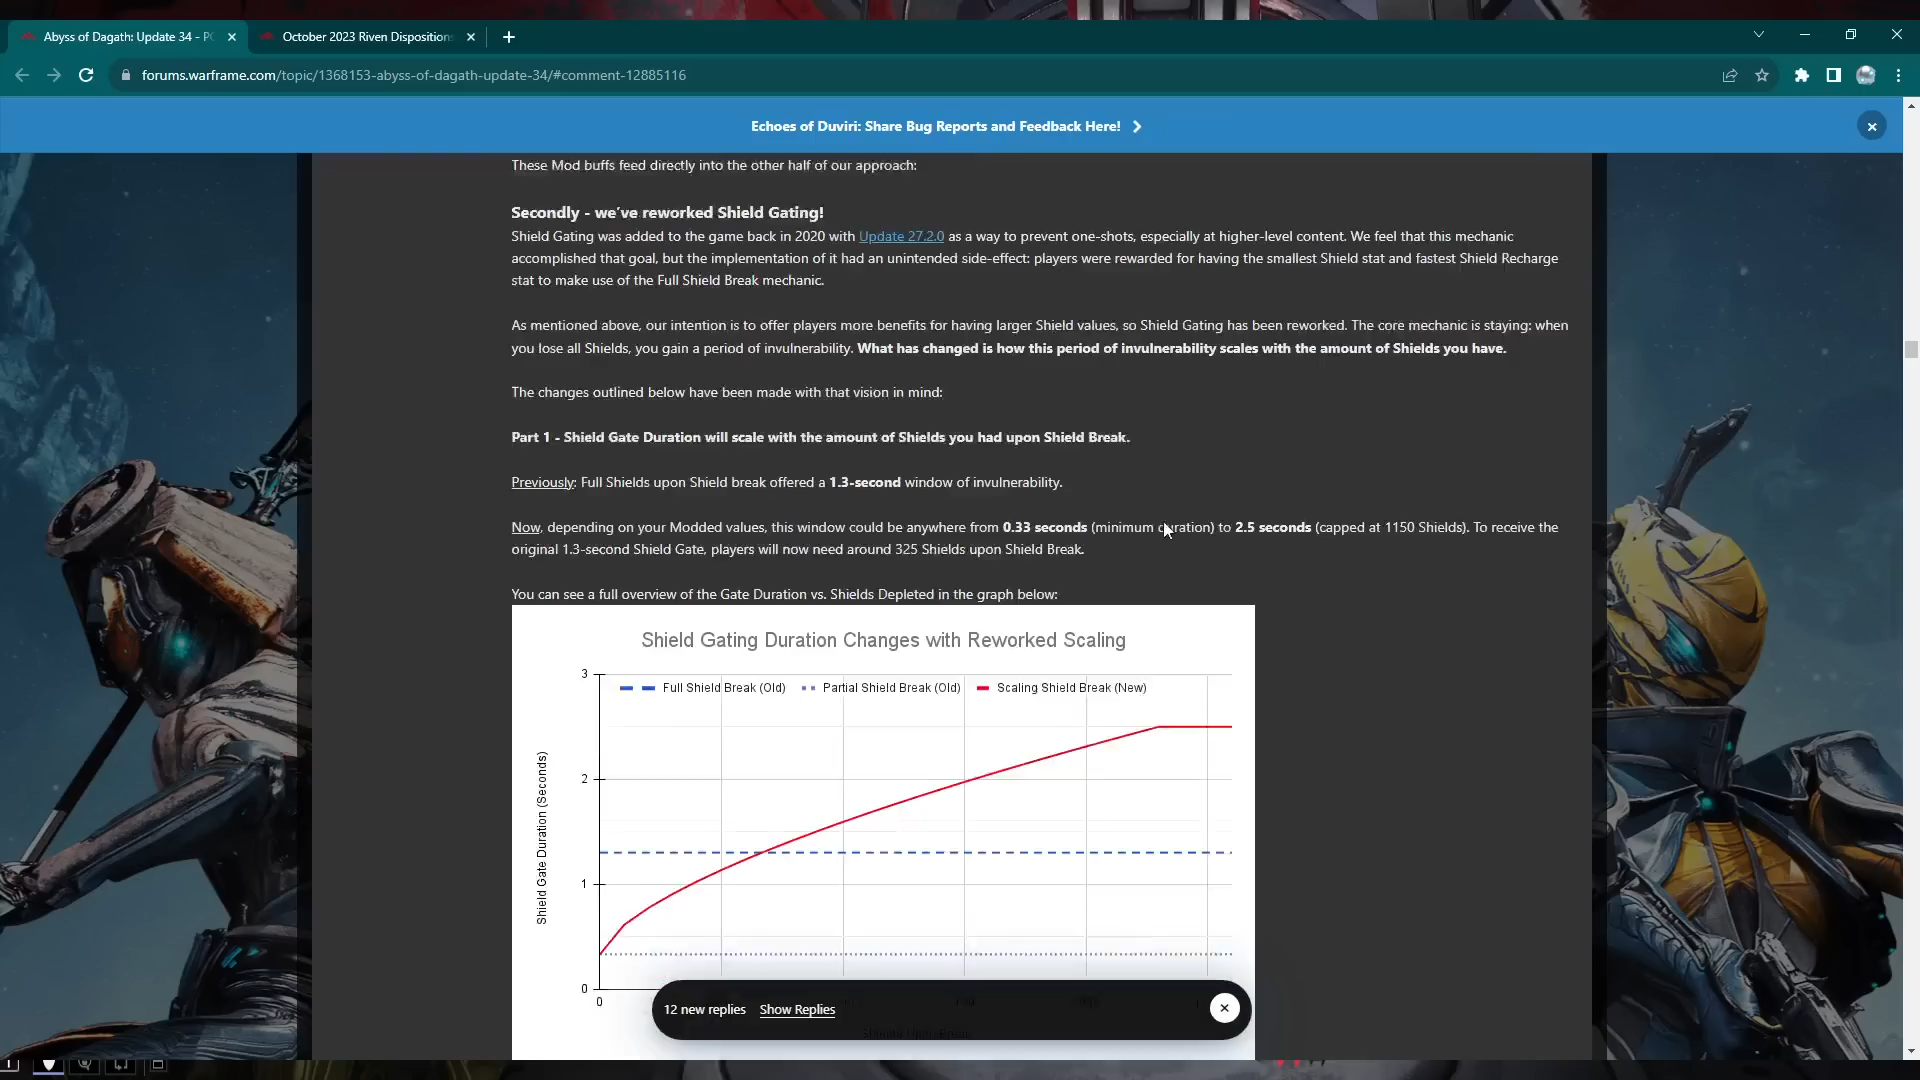 Abyss of Dagath: Update 34 - PC
October 2023 Riven Dispositions
forums.warframe.com/topic/1368153-abyss-of-dagath-update-34/#comment-12885116
Echoes of Duviri: Share Bug Reports and Feedback Here!
These Mod buffs feed directly into the other half of our approach:
Secondly - we've reworked Shield Gating!
Shield Gating was added to the game back in 2020 with Update 27.2.0 as a way to prevent one-shots, especially at higher-level content. We feel that this mechanic
accomplished that goal, but the implementation of it had an unintended side-effect: players were rewarded for having the smallest Shield stat and fastest Shield Recharge
stat to make use of the Full Shield Break mechanic.
As mentioned above, our intention is to offer players more benefits for having larger Shield values, so Shield Gating has been reworked. The core mechanic is staying: when
you lose all Shields, you gain a period of invulnerability. What has changed is how this period of invulnerability scales with the amount of Shields you have.
The changes outlined below have been made with that vision in mind:
Part 1 - Shield Gate Duration will scale with the amount of Shields you had upon Shield Break.
Previously: Full Shields upon Shield break offered a 1.3-second window of invulnerability.
Now, depending on your Modded values, this window could be anywhere from 0.33 seconds (minimum duration) to 2.5 seconds (capped at 1150 Shields). To receive the
original 1.3-second Shield Gate, players will now need around 325 Shields upon Shield Break.
You can see a full overview of the Gate Duration vs. Shields Depleted in the graph below:
Shield Gating Duration Changes with Reworked Scaling
Full Shield Break (Old) Partial Shield Break (Old) Scaling Shield Break (New)
Shield Gate Duration (Seconds)
3
2
1
0
0
12 new replies Show Replies